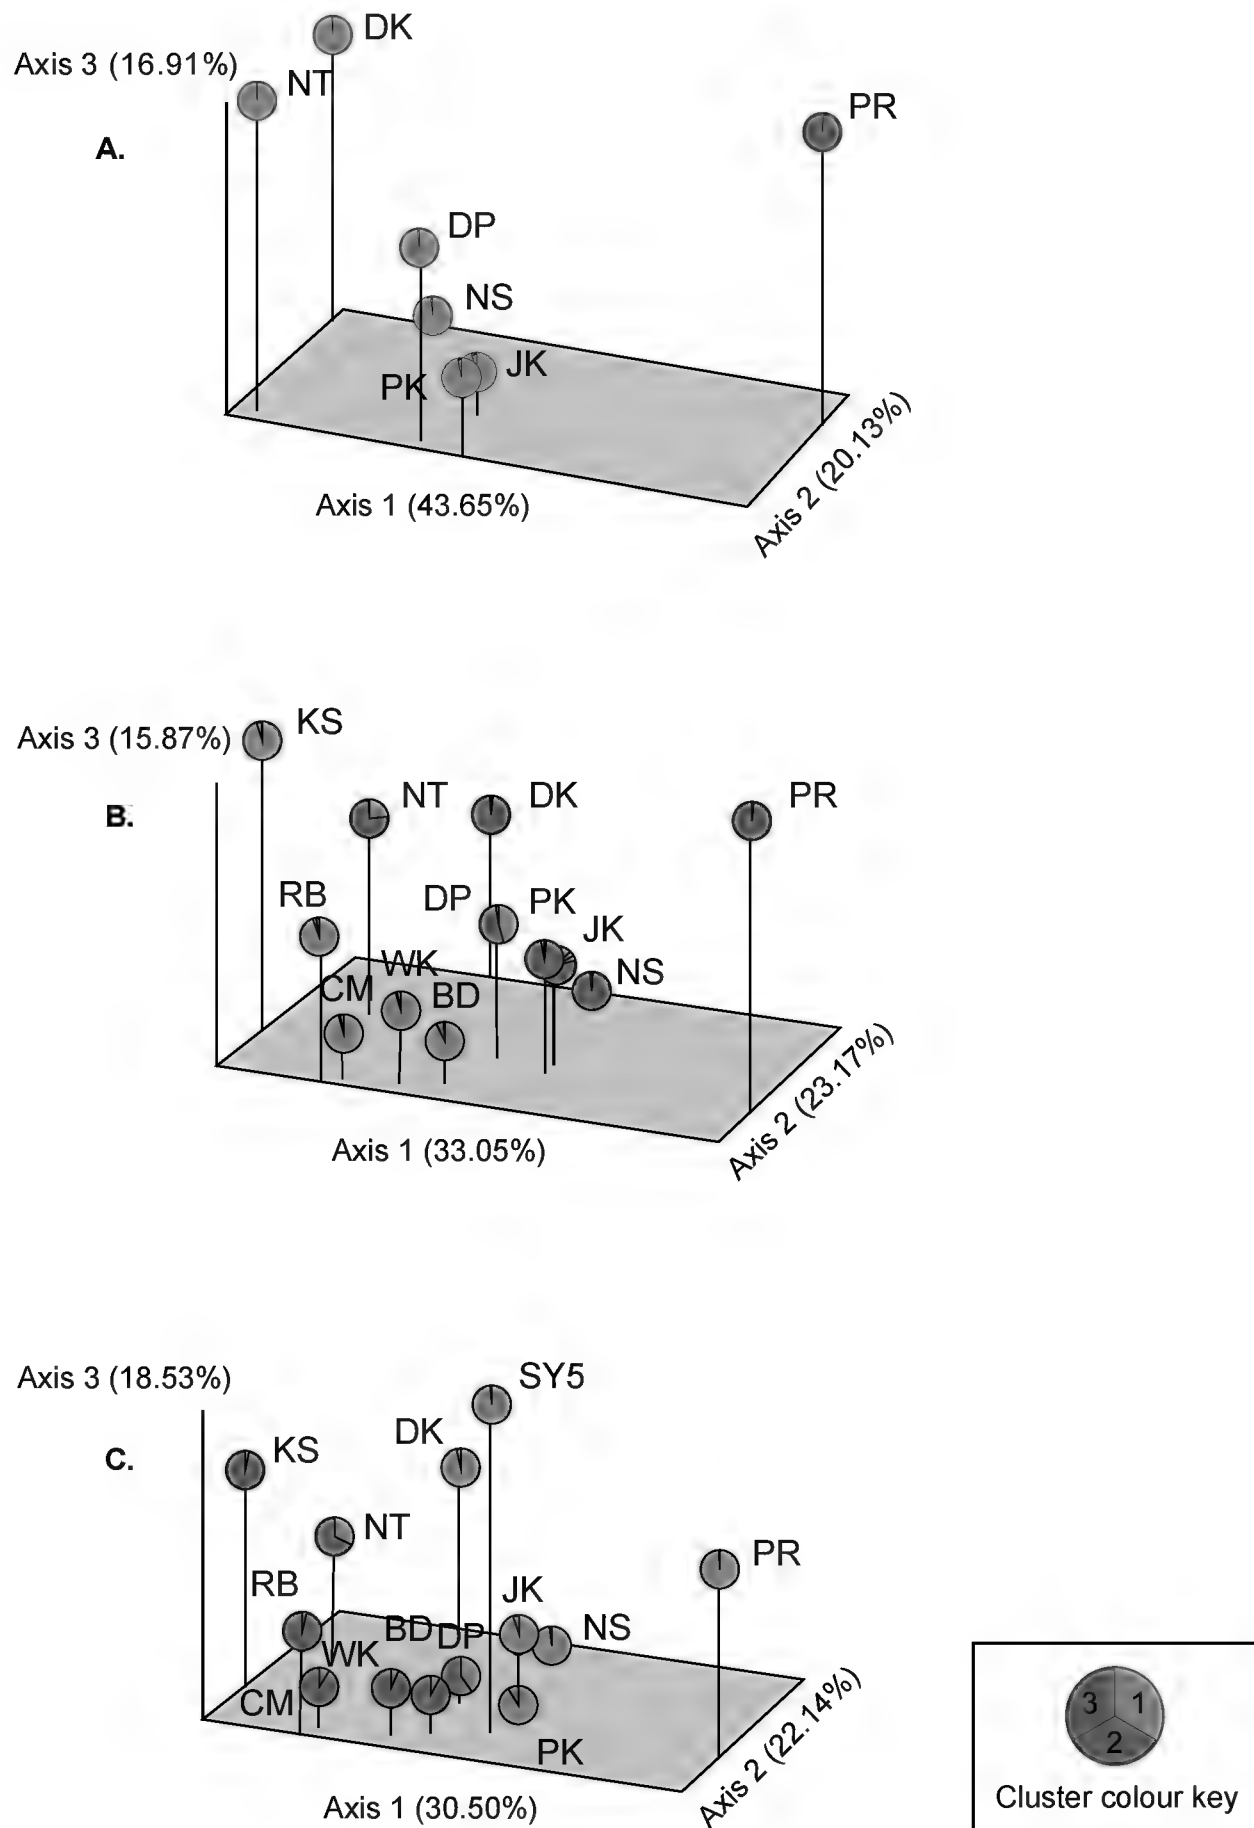 DK
Axis 3 (16.91%)
NT
PR
A.
DP
NS
JK
PK
Axis 1 (43.65%)
Axis 2 (20.13%)
KS
Axis 3 (15.87%)
NT
DK
PR
B.
RB
DP
PK
JK
WK
NS
CM
BD
Axis 1 (33.05%)
Axis 2 (23.17%)
Axis 3 (18.53%)
SY5
DK
KS
C.
NT
PR
RB
JK
BD
DP
NS
WK
CM
PK
Axis 1 (30.50%)
Axis 2 (22.14%)
3 1
2
Cluster colour key